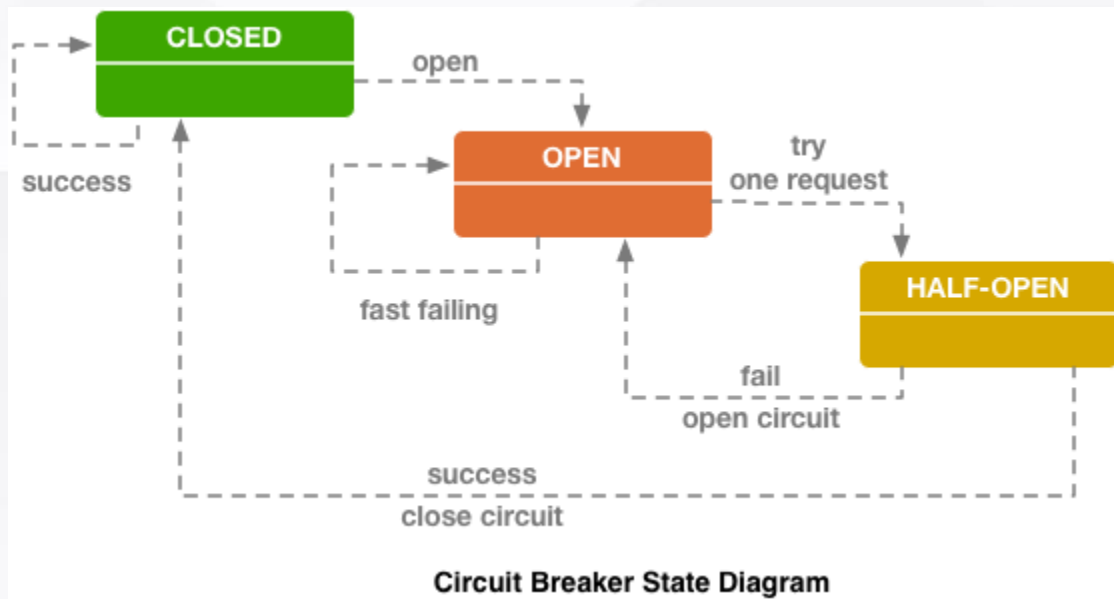 CLOSED
open
success
OPEN
try
one request
fast failing
HALF-OPEN
fail
open circuit
success
close circuit
Circuit Breaker State Diagram